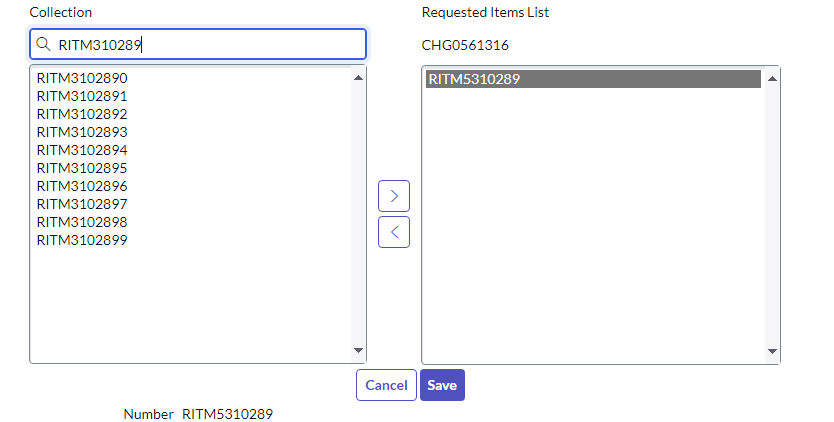 Collection
RITM310289
RITM3102890
RITM3102891
RITM3102892
RITM3102893
RITM3102894
RITM3102895
RITM3102896
RITM3102897
RITM3102898
RITM3102899
Requested Items List
CHG0561316
RITM5310289
Cancel
Save
Number RITM5310289